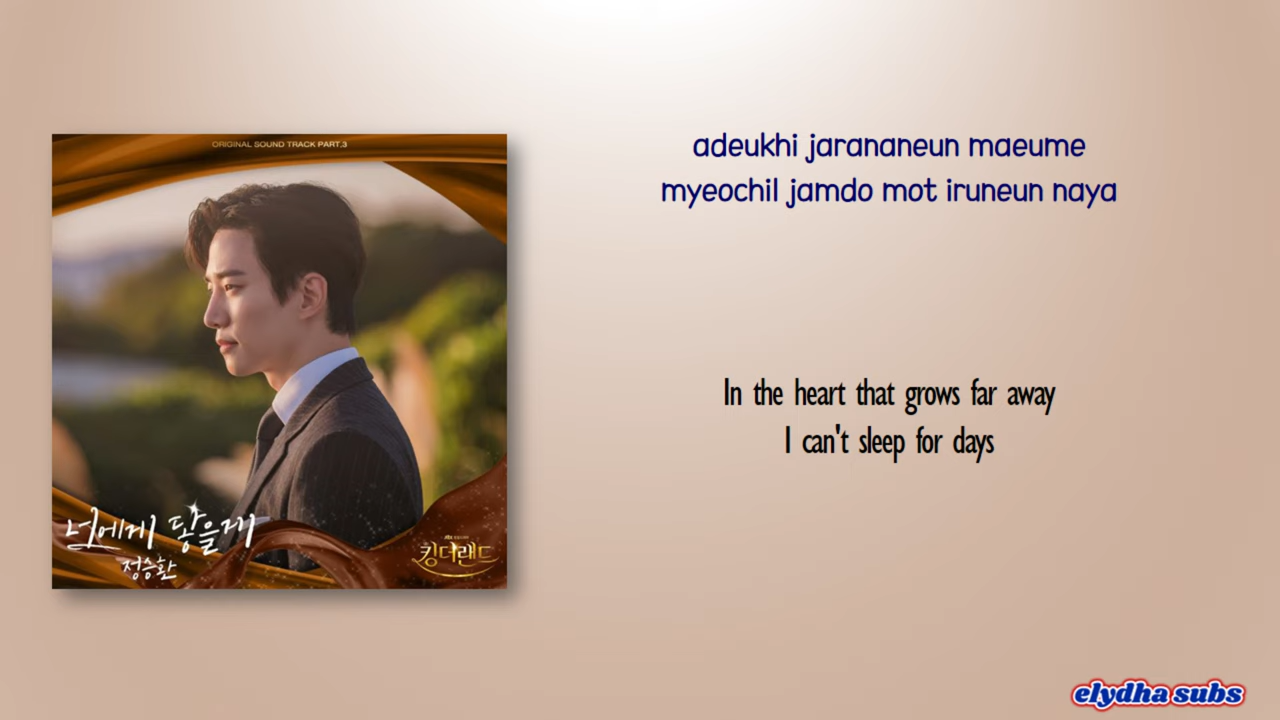 ORIGINAL SOUND TRACK PART.3
너에게 닿을게
정승환
킹더랜드
adeukhi jarananeun maeume
myeochil jamdo mot iruneun naya
In the heart that grows far away
I can't sleep for days
elydha subs